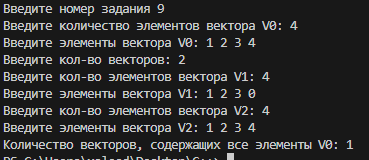 Введите номер задания 9
Введите количество элементов вектора V0: 4
Введите элементы вектора V0: 1 2 3 4
Введите кол-во векторов: 2
Введите кол-во элементов вектора V1: 4
Введите элементы вектора V1: 1 2 3 0
Введите кол-во элементов вектора V2: 4
Введите элементы вектора V2: 1 2 3 4
Количество векторов, содержащих все элементы V0: 1